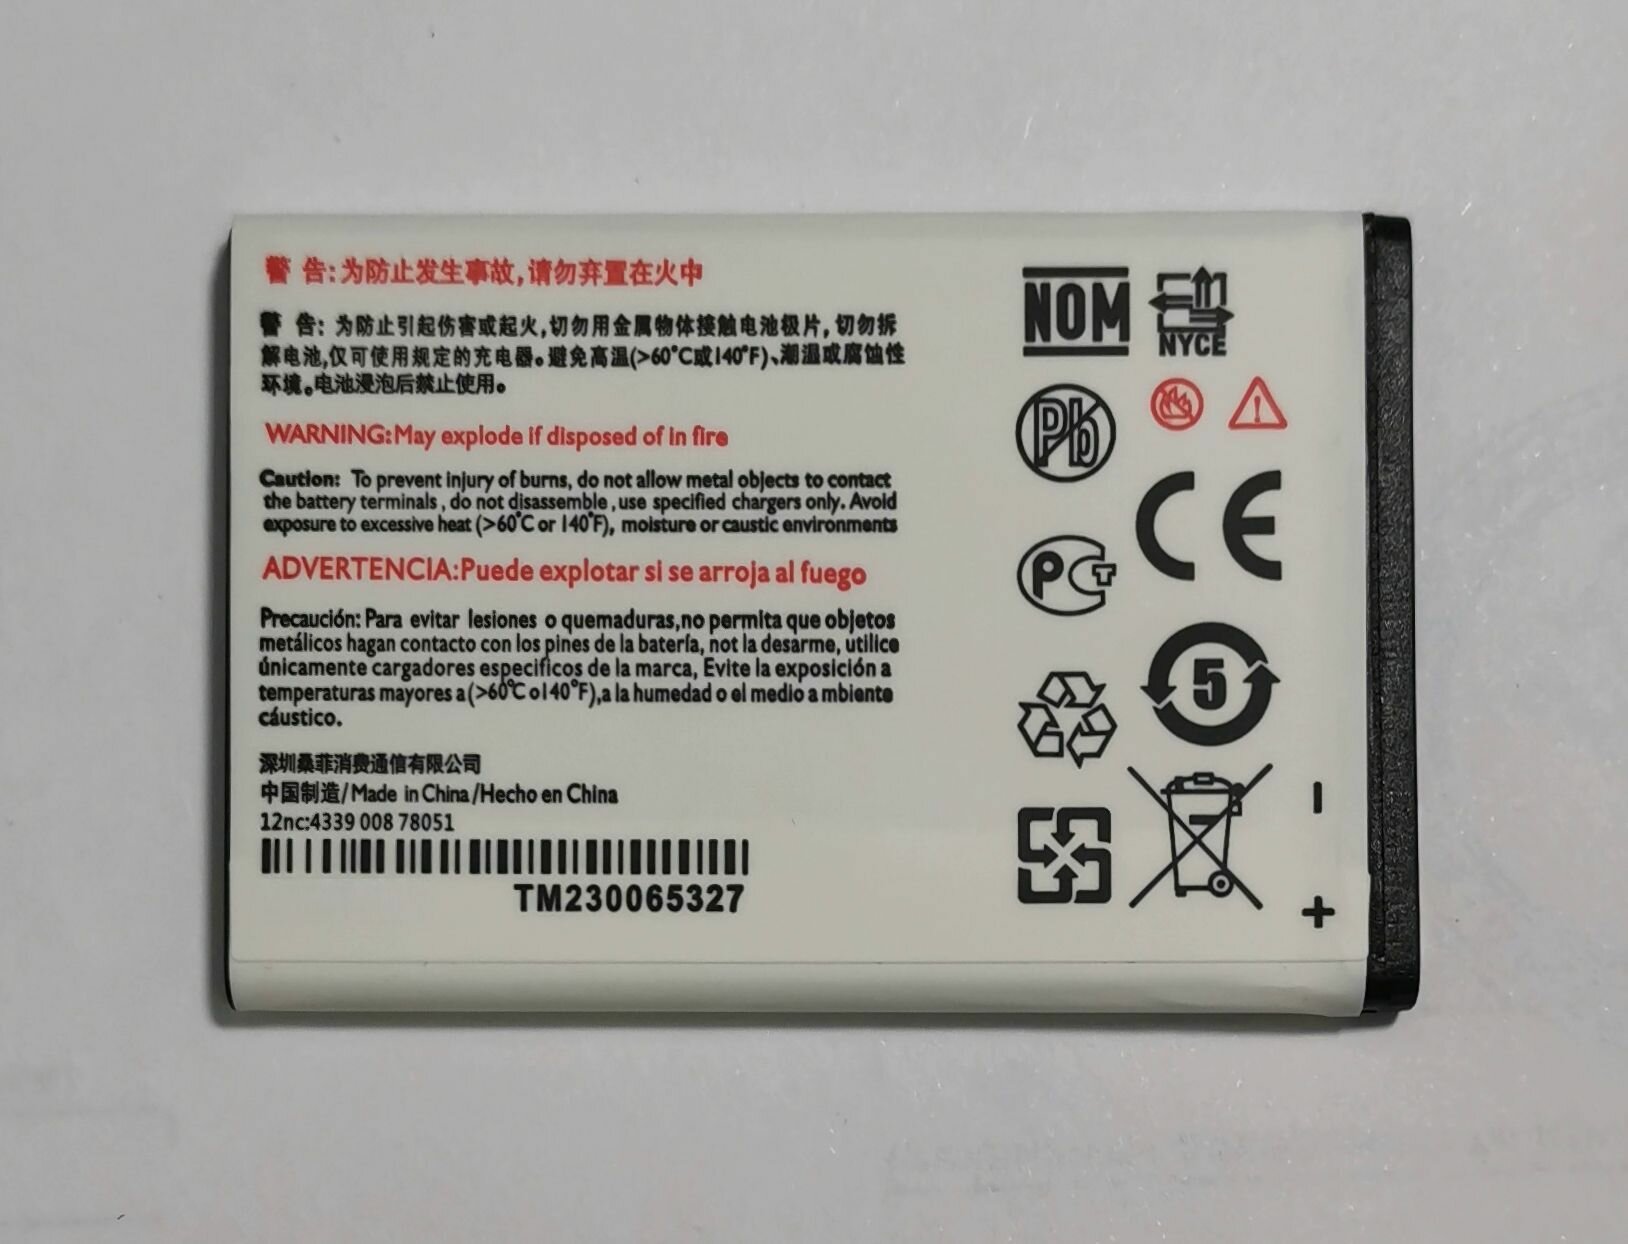 警 告:为防止发生事故,请勿弃置在火中
警 告: 为防止引起伤害或起火,切勿用金属物体接触电池极片, 切勿拆
解电池,仅可使用规定的充电器。避免高温(>60°C或140°F)、潮湿或腐蚀性
环境。电池浸泡后禁止使用。
WARNING:May explode if disposed of in fire
Caution: To prevent injury of burns, do not allow metal objects to contact
the battery terminals , do not disassemble , use specified chargers only. Avoid
exposure to excessive heat (>60°C or 140°F), moisture or caustic environments
ADVERTENCIA:Puede explotar si se arroja al fuego
Precaución: Para evitar lesiones o quemaduras,no permita que objetos
metálicos hagan contacto con los pines de la batería, not la desarme, utilice
únicamente cargadores especificos de la marca, Evite la exposición a
temperaturas mayores a (>60°C o140°F),a la humedad o el medio a mbiente
cáustico.
深圳桑菲消费通信有限公司
中国制造/Made in China/Hecho en China
12nc:4339 008 78051
TM230065327
NOM
NYCE
Pb
CE
PCT
5
-
+